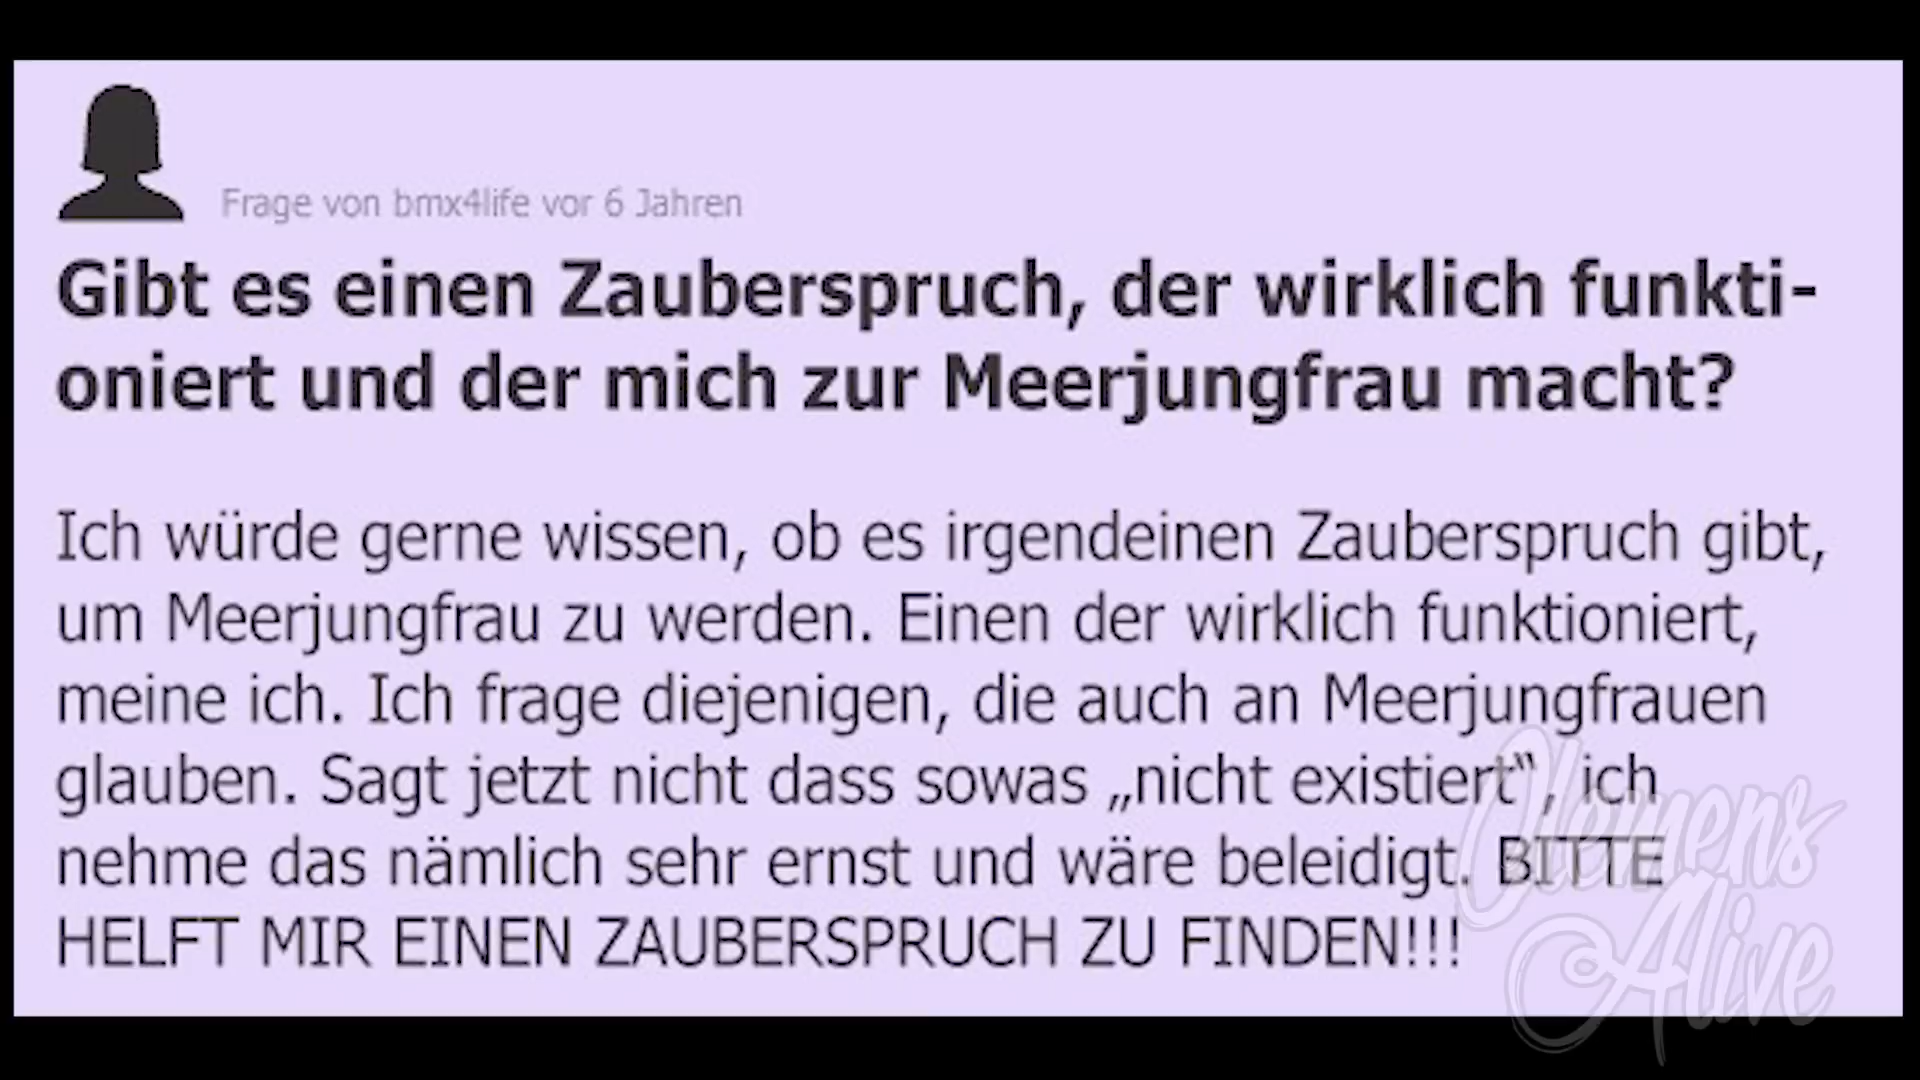 Frage von bmx4life vor 6 Jahren
Gibt es einen Zauberspruch, der wirklich funkti-
oniert und der mich zur Meerjungfrau macht?
Ich würde gerne wissen, ob es irgendeinen Zauberspruch gibt,
um Meerjungfrau zu werden. Einen der wirklich funktioniert,
meine ich. Ich frage diejenigen, die auch an Meerjungfrauen
glauben. Sagt jetzt nicht dass sowas „nicht existiert“, ich
nehme das nämlich sehr ernst und wäre beleidigt. BITTE
HELFT MIR EINEN ZAUBERSPRUCH ZU FINDEN!!!
Clemens
Alive